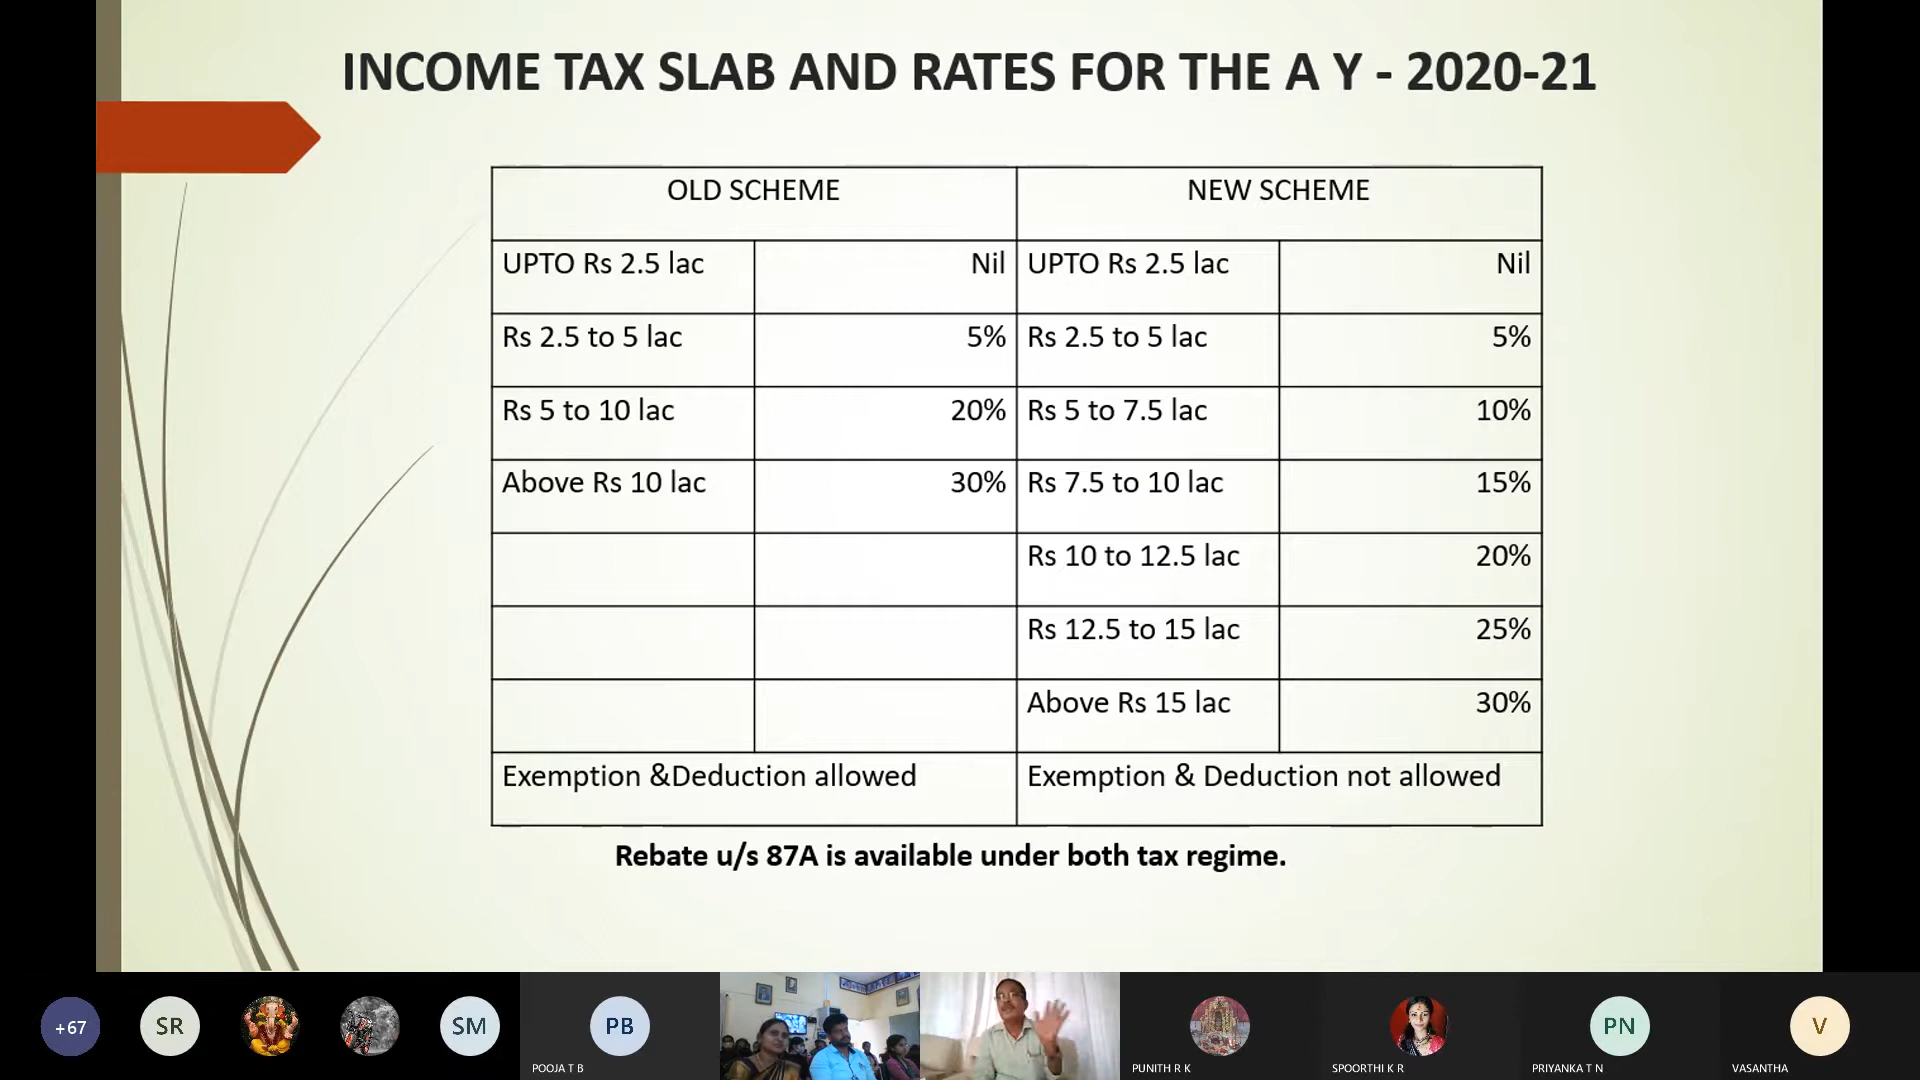 INCOME TAX SLAB AND RATES FOR THE A Y - 2020-21
OLD SCHEME NEW SCHEME
UPTO Rs 2.5 lac Nil UPTO Rs 2.5 lac Nil
Rs 2.5 to 5 lac 5% Rs 2.5 to 5 lac 5%
Rs 5 to 10 lac 20% Rs 5 to 7.5 lac 10%
Above Rs 10 lac 30% Rs 7.5 to 10 lac 15%
Rs 10 to 12.5 lac 20%
Rs 12.5 to 15 lac 25%
Above Rs 15 lac 30%
Exemption &Deduction allowed Exemption & Deduction not allowed
Rebate u/s 87A is available under both tax regime.
+67 SR SM PB PN V
POOJA T B PUNITH R K SPOORTHI K R PRIYANKA T N VASANTHA